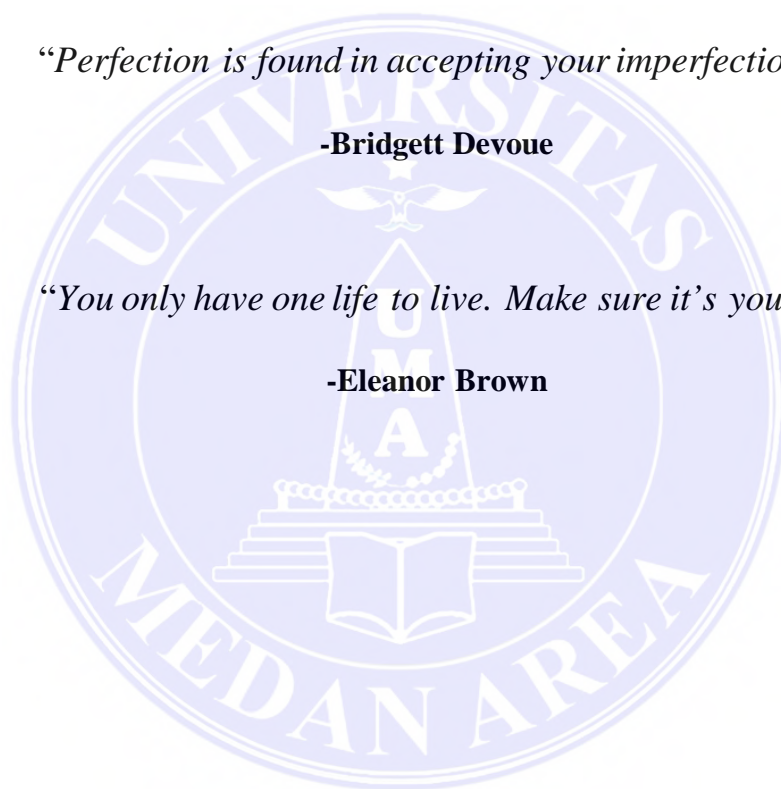 “Perfection is found in accepting your imperfectio
-Bridgett Devoue
“You only have one life to live. Make sure it’s you
-Eleanor Brown
UNIVERSITAS
UMA
MEDAN AREA